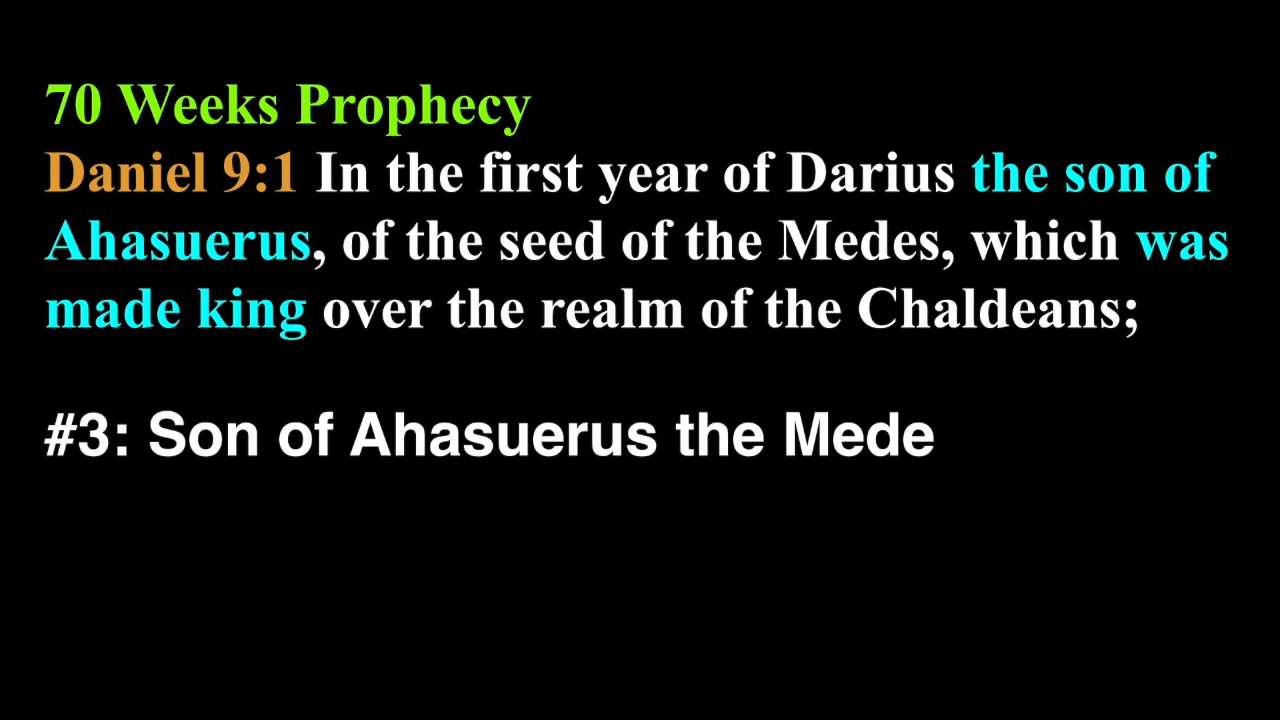 70 Weeks Prophecy
Daniel 9:1 In the first year of Darius the son of
Ahasuerus, of the seed of the Medes, which was
made king over the realm of the Chaldeans;
#3: Son of Ahasuerus the Mede